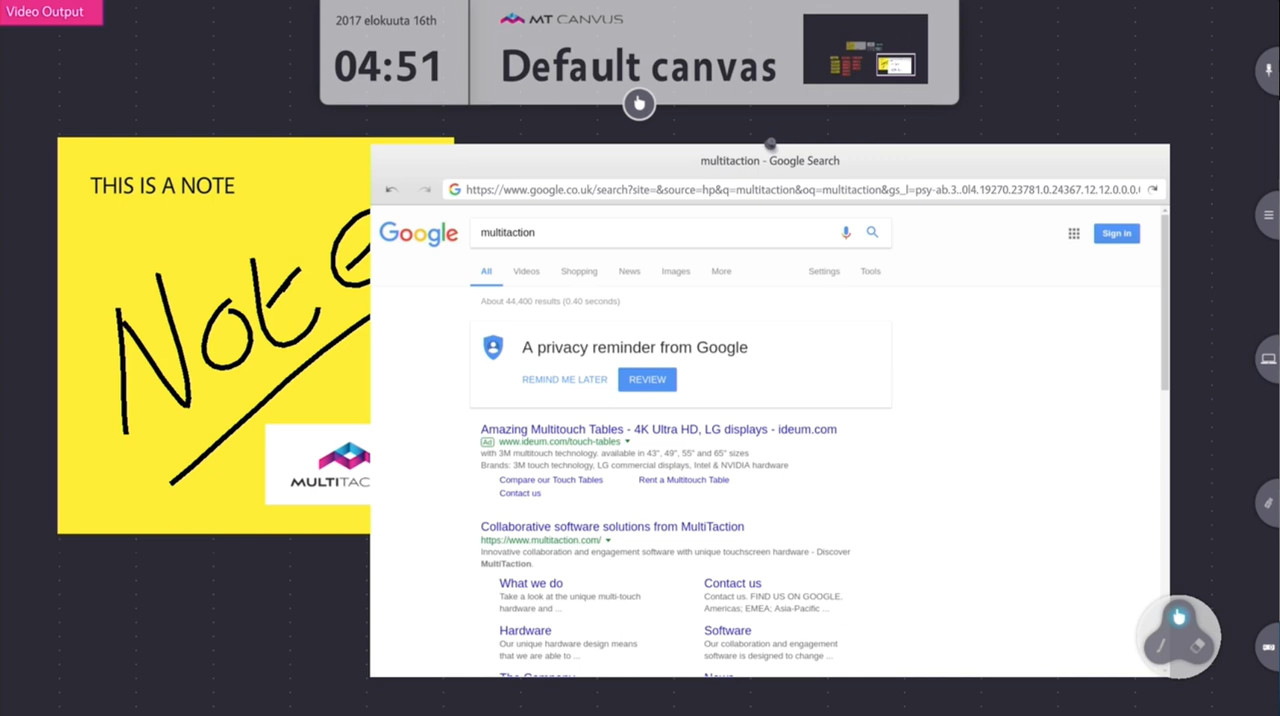 Video Output
2017 elokuuta 16th
04:51
MT CANVUS
Default canvas
THIS IS A NOTE
Note
MULTITAC
multitaction - Google Search
https://www.google.co.uk/search?site=&source=hp&q=multitaction&oq=multitaction&gs_l=psy-ab.3..0l4.19270.23781.0.24367.12.12.0.0.0.
Google
multitaction
Sign in
All Videos Shopping News Images More Settings Tools
About 44,400 results (0.40 seconds)
A privacy reminder from Google
REMIND ME LATER REVIEW
Amazing Multitouch Tables - 4K Ultra HD, LG displays - ideum.com
Ad www.ideum.com/touch-tables
with 3M multitouch technology. available in 43", 49", 55" and 65" sizes
Brands: 3M touch technology, LG commercial displays, Intel & NVIDIA hardware
Compare our Touch Tables Rent a Multitouch Table
Contact us
Collaborative software solutions from MultiTaction
https://www.multitaction.com/
Innovative collaboration and engagement software with unique touchscreen hardware - Discover
MultiTaction.
What we do Contact us
Take a look at the unique multi-touch Contact us. FIND US ON GOOGLE.
hardware and ... Americas; EMEA; Asia-Pacific ...
Hardware Software
Our unique hardware design means Our collaboration and engagement
that we are able to ... software is designed to change ...
The Company News